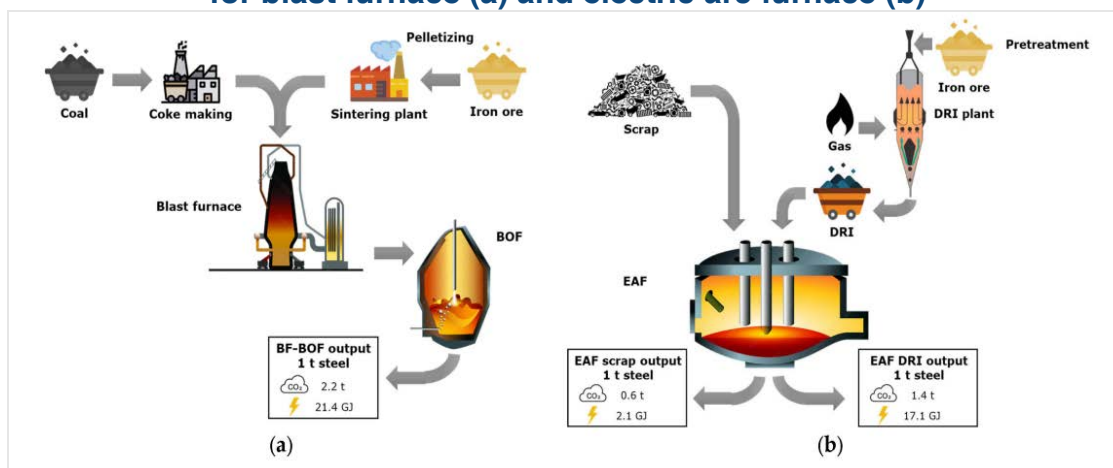 for blast furnace (a) and electric arc furnace (b)
Pelletizing
Coal
Coke making
Sintering plant
Iron ore
Blast furnace
BOF
BF-BOF output
1 t steel
CO₂ 2.2 t
21.4 GJ
(a)
Pretreatment
Iron ore
DRI plant
Scrap
Gas
DRI
EAF
EAF scrap output
1 t steel
CO₂ 0.6 t
2.1 GJ
EAF DRI output
1 t steel
CO₂ 1.4 t
17.1 GJ
(b)